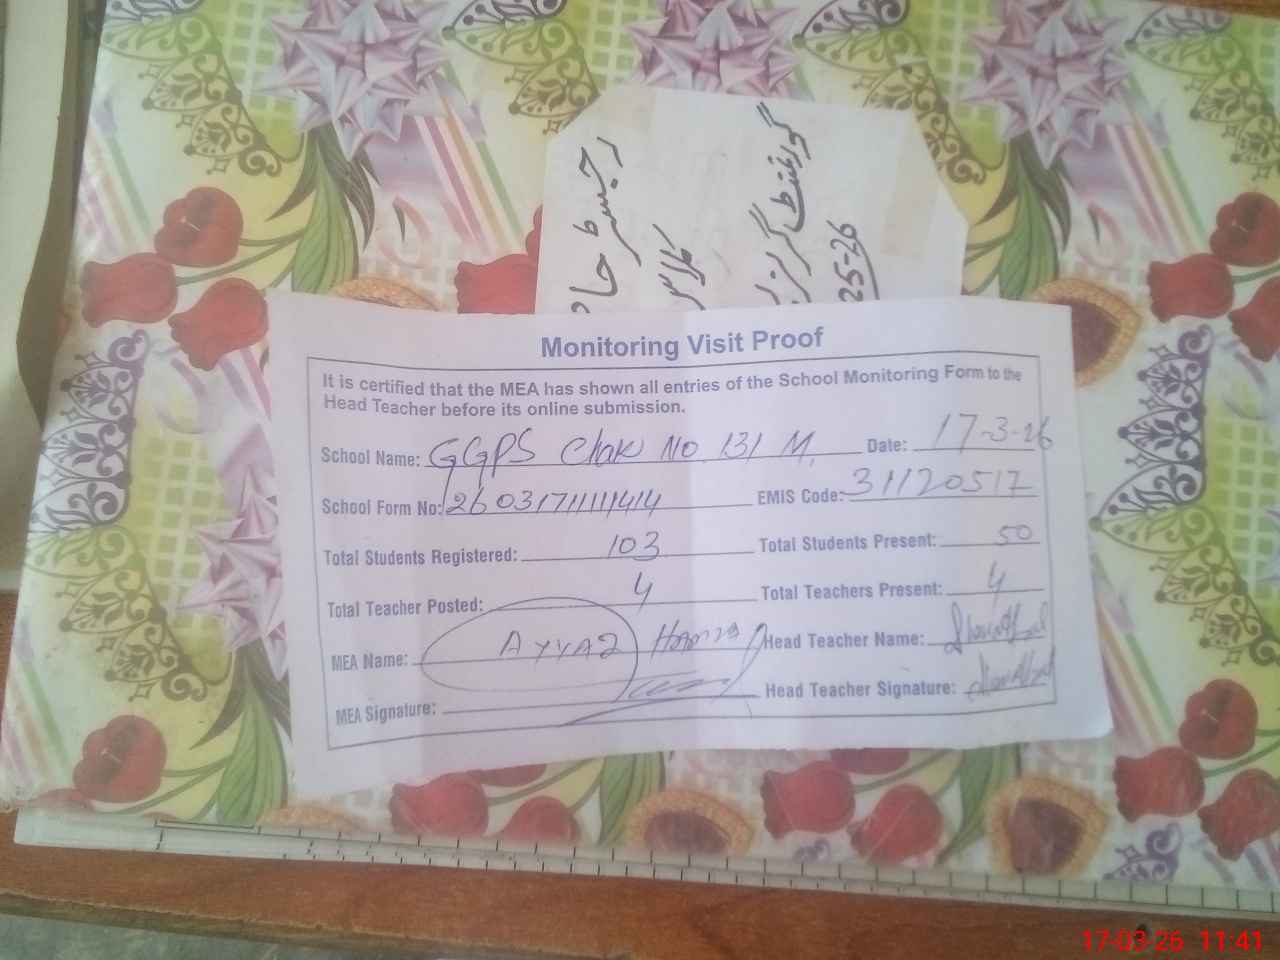 رجسٹر حا
کلاس
گورنمنٹ گرلز
25-26
Monitoring Visit Proof
It is certified that the MEA has shown all entries of the School Monitoring Form to the
Head Teacher before its online submission.
School Name: GGPS Chak No. 131 M. Date: 17-3-26
School Form No: EMIS Code: 31120517
Total Students Registered: 103 Total Students Present: 50
Total Teacher Posted: 4 Total Teachers Present: 4
MEA Name: AYYAZ Hamza Head Teacher Name:
MEA Signature: Head Teacher Signature:
17-03-26 11:41